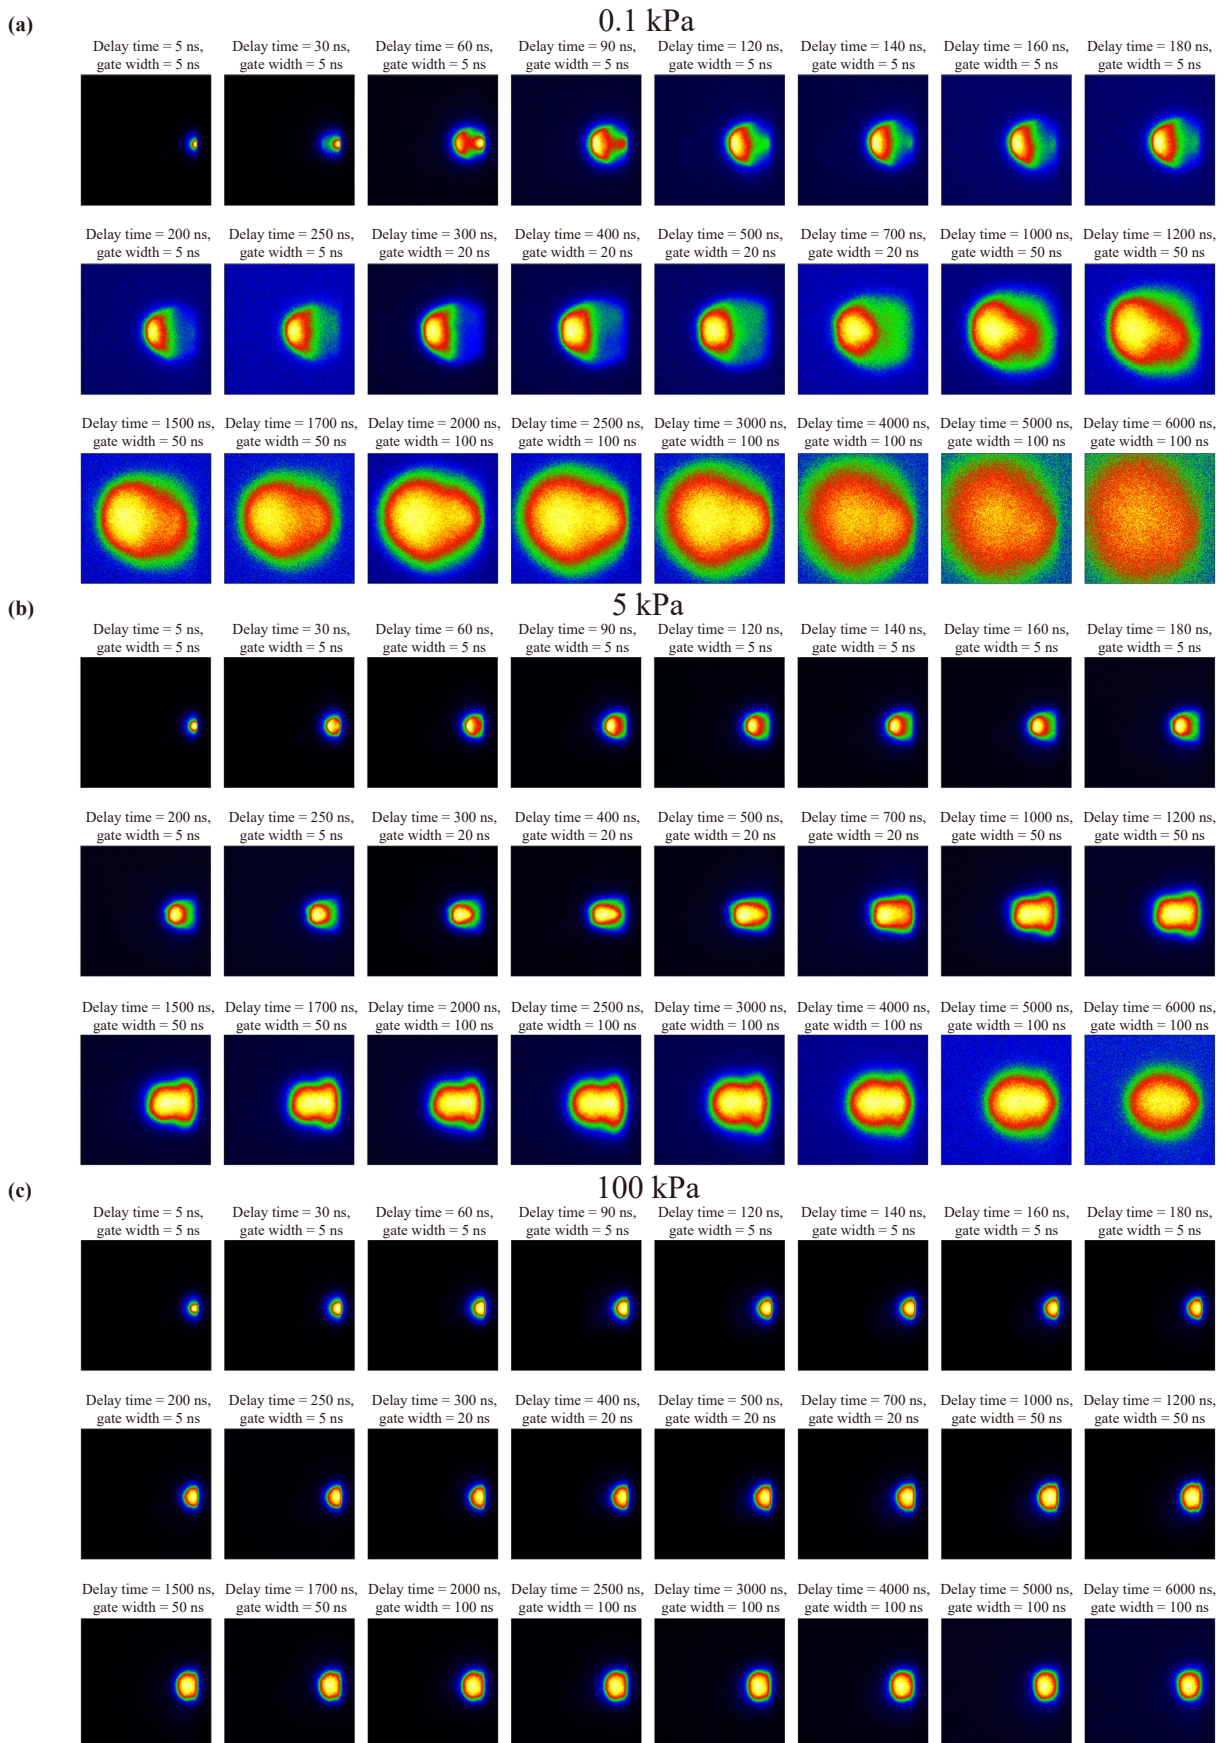 (a)
0.1 kPa
Delay time = 5 ns, Delay time = 30 ns, Delay time = 60 ns, Delay time = 90 ns, Delay time = 120 ns, Delay time = 140 ns, Delay time = 160 ns, Delay time = 180 ns,
gate width = 5 ns gate width = 5 ns gate width = 5 ns gate width = 5 ns gate width = 5 ns gate width = 5 ns gate width = 5 ns gate width = 5 ns
Delay time = 200 ns, Delay time = 250 ns, Delay time = 300 ns, Delay time = 400 ns, Delay time = 500 ns, Delay time = 700 ns, Delay time = 1000 ns, Delay time = 1200 ns,
gate width = 5 ns gate width = 5 ns gate width = 20 ns gate width = 20 ns gate width = 20 ns gate width = 20 ns gate width = 50 ns gate width = 50 ns
Delay time = 1500 ns, Delay time = 1700 ns, Delay time = 2000 ns, Delay time = 2500 ns, Delay time = 3000 ns, Delay time = 4000 ns, Delay time = 5000 ns, Delay time = 6000 ns,
gate width = 50 ns gate width = 50 ns gate width = 100 ns gate width = 100 ns gate width = 100 ns gate width = 100 ns gate width = 100 ns gate width = 100 ns
(b)
5 kPa
Delay time = 5 ns, Delay time = 30 ns, Delay time = 60 ns, Delay time = 90 ns, Delay time = 120 ns, Delay time = 140 ns, Delay time = 160 ns, Delay time = 180 ns,
gate width = 5 ns gate width = 5 ns gate width = 5 ns gate width = 5 ns gate width = 5 ns gate width = 5 ns gate width = 5 ns gate width = 5 ns
Delay time = 200 ns, Delay time = 250 ns, Delay time = 300 ns, Delay time = 400 ns, Delay time = 500 ns, Delay time = 700 ns, Delay time = 1000 ns, Delay time = 1200 ns,
gate width = 5 ns gate width = 5 ns gate width = 20 ns gate width = 20 ns gate width = 20 ns gate width = 20 ns gate width = 50 ns gate width = 50 ns
Delay time = 1500 ns, Delay time = 1700 ns, Delay time = 2000 ns, Delay time = 2500 ns, Delay time = 3000 ns, Delay time = 4000 ns, Delay time = 5000 ns, Delay time = 6000 ns,
gate width = 50 ns gate width = 50 ns gate width = 100 ns gate width = 100 ns gate width = 100 ns gate width = 100 ns gate width = 100 ns gate width = 100 ns
(c)
100 kPa
Delay time = 5 ns, Delay time = 30 ns, Delay time = 60 ns, Delay time = 90 ns, Delay time = 120 ns, Delay time = 140 ns, Delay time = 160 ns, Delay time = 180 ns,
gate width = 5 ns gate width = 5 ns gate width = 5 ns gate width = 5 ns gate width = 5 ns gate width = 5 ns gate width = 5 ns gate width = 5 ns
Delay time = 200 ns, Delay time = 250 ns, Delay time = 300 ns, Delay time = 400 ns, Delay time = 500 ns, Delay time = 700 ns, Delay time = 1000 ns, Delay time = 1200 ns,
gate width = 5 ns gate width = 5 ns gate width = 20 ns gate width = 20 ns gate width = 20 ns gate width = 20 ns gate width = 50 ns gate width = 50 ns
Delay time = 1500 ns, Delay time = 1700 ns, Delay time = 2000 ns, Delay time = 2500 ns, Delay time = 3000 ns, Delay time = 4000 ns, Delay time = 5000 ns, Delay time = 6000 ns,
gate width = 50 ns gate width = 50 ns gate width = 100 ns gate width = 100 ns gate width = 100 ns gate width = 100 ns gate width = 100 ns gate width = 100 ns